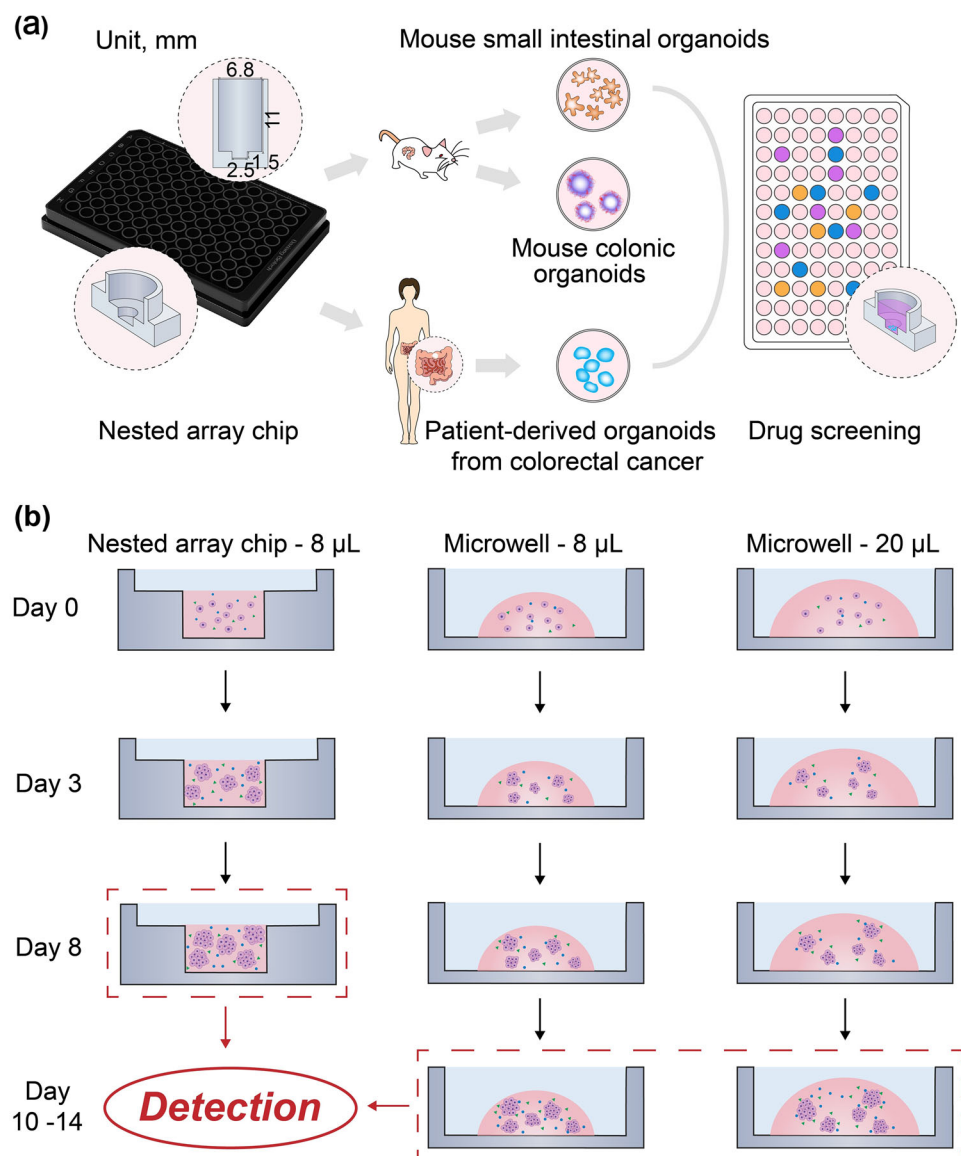 (a)
Unit, mm
Mouse small intestinal organoids
6.8
11
1.5
2.5
Mouse colonic
organoids
Nested array chip
Patient-derived organoids
from colorectal cancer
Drug screening
(b)
Nested array chip - 8 µL
Microwell - 8 µL
Microwell - 20 µL
Day 0
Day 3
Day 8
Day
10 -14
Detection